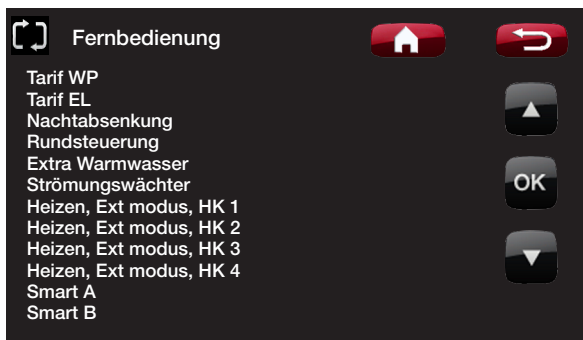 Fernbedienung
Tarif WP
Tarif EL
Nachtabsenkung
Rundsteuerung
Extra Warmwasser
Strömungswächter
Heizen, Ext modus, HK 1
Heizen, Ext modus, HK 2
Heizen, Ext modus, HK 3
Heizen, Ext modus, HK 4
Smart A
Smart B
OK